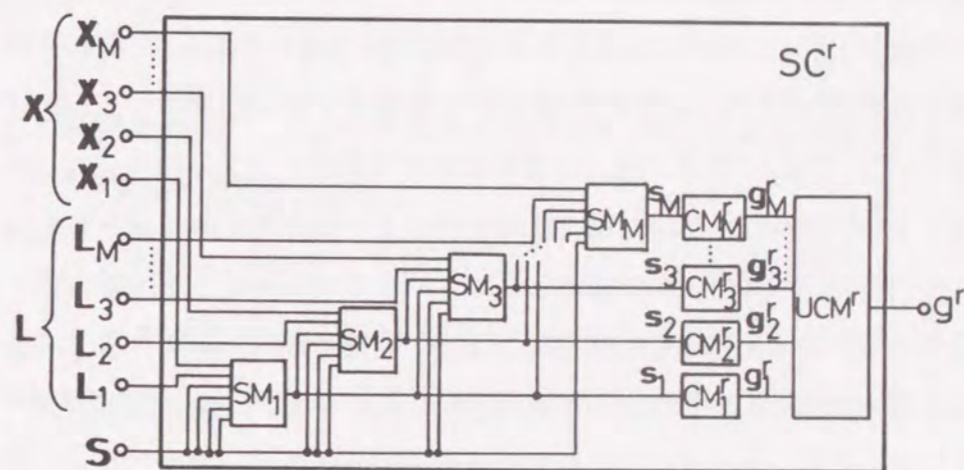 X_M
SC^r
X
X_3
X_2
X_1
L
L_M
L_3
L_2
L_1
S
SM_1
SM_2
SM_3
SM_M
s_M
CM^r_M
g^r_M
s_3
CM^r_3
g^r_3
s_2
CM^r_2
g^r_2
s_1
CM^r_1
g^r_1
UCM^r
g^r